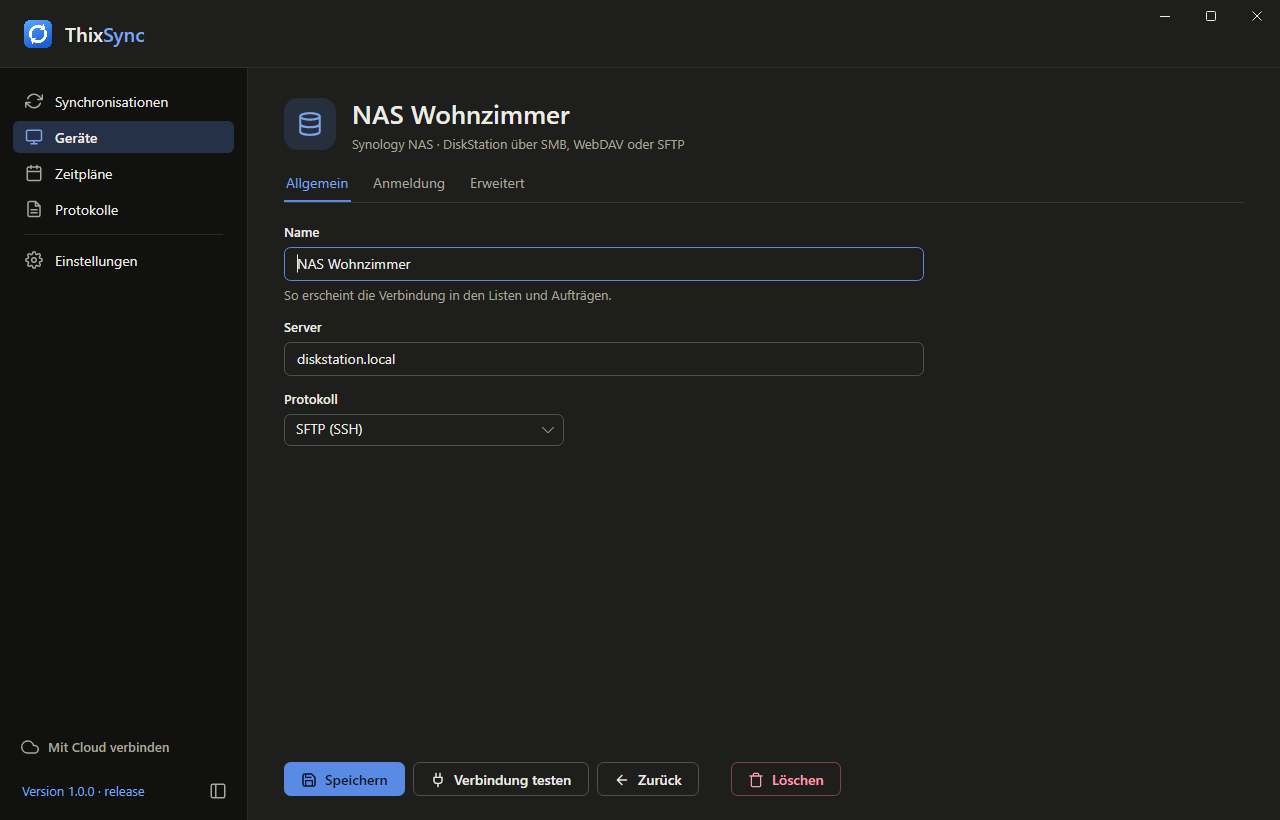 ThixSync
Synchronisationen
Geräte
Zeitpläne
Protokolle
Einstellungen
Mit Cloud verbinden
Version 1.0.0 · release
NAS Wohnzimmer
Synology NAS · DiskStation über SMB, WebDAV oder SFTP
Allgemein Anmeldung Erweitert
Name
NAS Wohnzimmer
So erscheint die Verbindung in den Listen und Aufträgen.
Server
diskstation.local
Protokoll
SFTP (SSH)
Speichern Verbindung testen Zurück Löschen